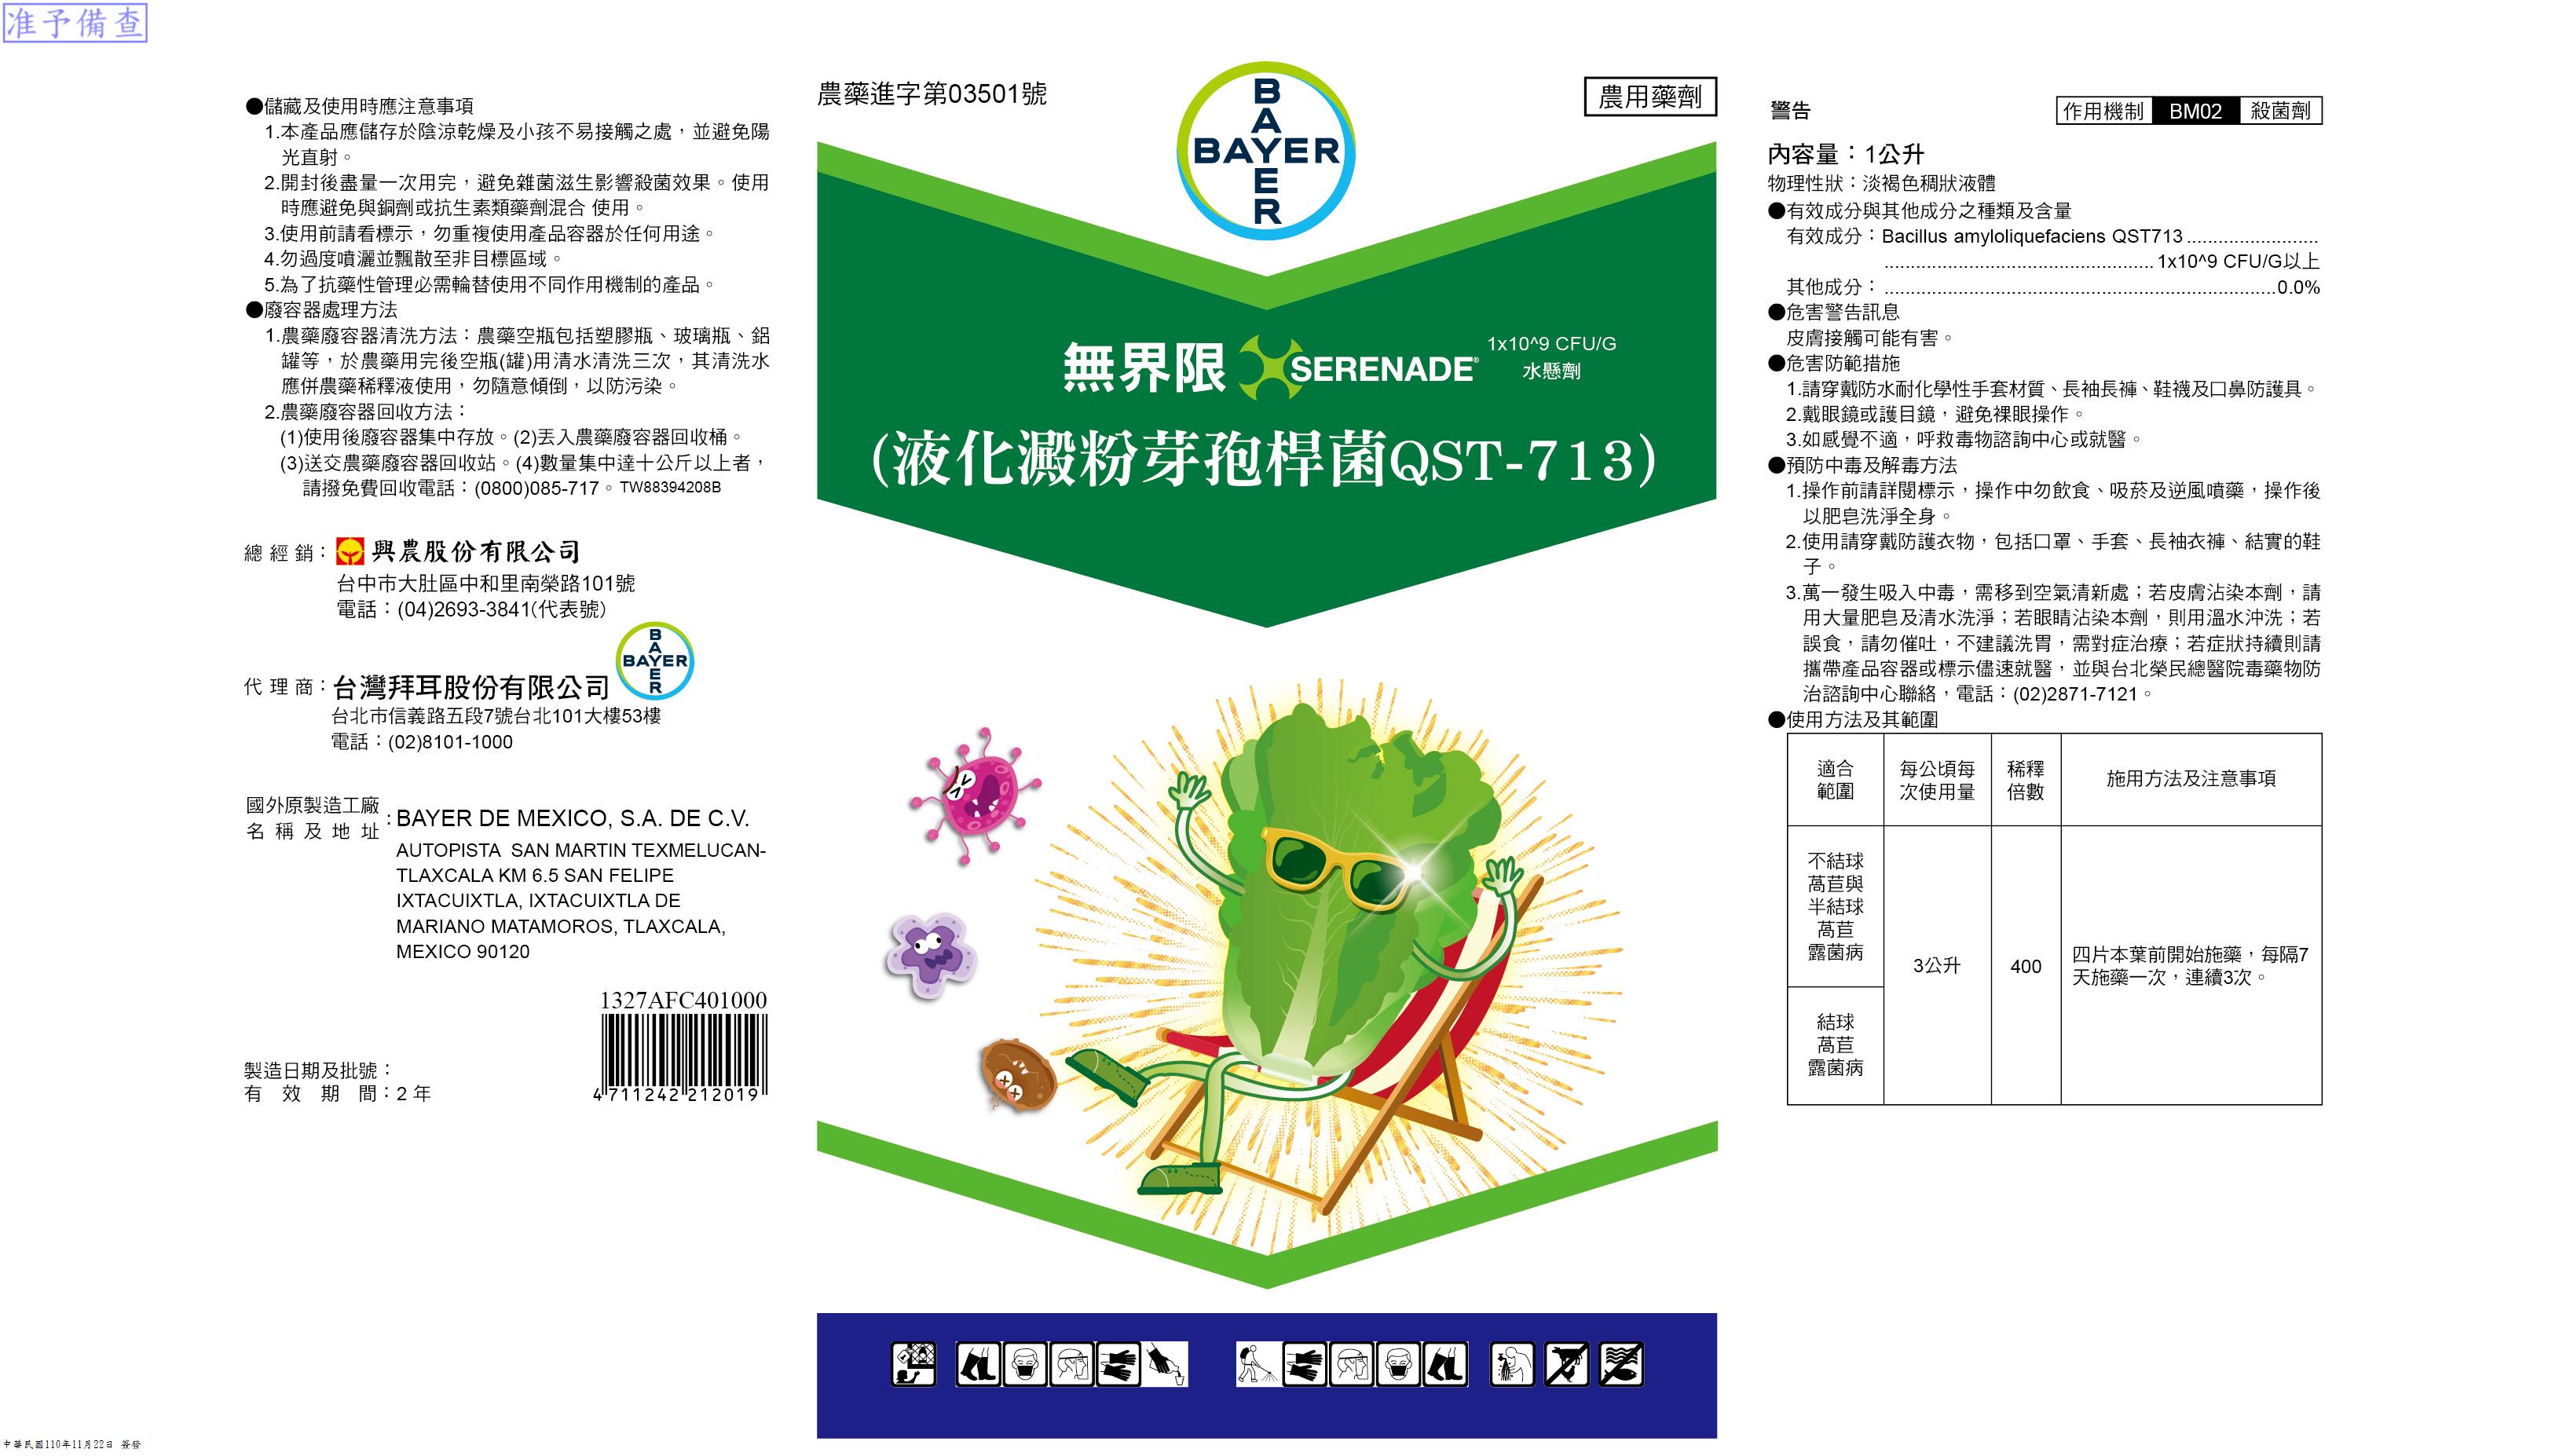 准予備查
●儲藏及使用時應注意事項
1.本產品應儲存於陰涼乾燥及小孩不易接觸之處，並避免陽
光直射。
2.開封後盡量一次用完，避免雜菌滋生影響殺菌效果。使用
時應避免與銅劑或抗生素類藥劑混合 使用。
3.使用前請看標示，勿重複使用產品容器於任何用途。
4.勿過度噴灑並飄散至非目標區域。
5.為了抗藥性管理必需輪替使用不同作用機制的產品。
●廢容器處理方法
1.農藥廢容器清洗方法：農藥空瓶包括塑膠瓶、玻璃瓶、鋁
罐等，於農藥用完後空瓶(罐)用清水清洗三次，其清洗水
應併農藥稀釋液使用，勿隨意傾倒，以防污染。
2.農藥廢容器回收方法：
(1)使用後廢容器集中存放。(2)丟入農藥廢容器回收桶。
(3)送交農藥廢容器回收站。(4)數量集中達十公斤以上者，
請撥免費回收電話：(0800)085-717。TW88394208B
總經銷：興農股份有限公司
台中市大肚區中和里南榮路101號
電話：(04)2693-3841(代表號)
BAYER
BAYER
代理商：台灣拜耳股份有限公司
台北市信義路五段7號台北101大樓53樓
電話：(02)8101-1000
國外原製造工廠
名稱及地址：BAYER DE MEXICO, S.A. DE C.V.
AUTOPISTA SAN MARTIN TEXMELUCAN-
TLAXCALA KM 6.5 SAN FELIPE
IXTACUIXTLA, IXTACUIXTLA DE
MARIANO MATAMOROS, TLAXCALA,
MEXICO 90120
1327AFC401000
4 711242 212019
製造日期及批號：
有效期間：2 年
農藥進字第03501號
BAYER
BAYER
農用藥劑
無界限 SERENADE® 1x10^9 CFU/G
水懸劑
(液化澱粉芽孢桿菌QST-713)
警告
作用機制 BM02 殺菌劑
內容量：1公升
物理性狀：淡褐色稠狀液體
●有效成分與其他成分之種類及含量
有效成分：Bacillus amyloliquefaciens QST713 .........................
................................................... 1x10^9 CFU/G以上
其他成分：..........................................................................0.0%
●危害警告訊息
皮膚接觸可能有害。
●危害防範措施
1.請穿戴防水耐化學性手套材質、長袖長褲、鞋襪及口鼻防護具。
2.戴眼鏡或護目鏡，避免裸眼操作。
3.如感覺不適，呼救毒物諮詢中心或就醫。
●預防中毒及解毒方法
1.操作前請詳閱標示，操作中勿飲食、吸菸及逆風噴藥，操作後
以肥皂洗淨全身。
2.使用請穿戴防護衣物，包括口罩、手套、長袖衣褲、結實的鞋
子。
3.萬一發生吸入中毒，需移到空氣清新處；若皮膚沾染本劑，請
用大量肥皂及清水洗淨；若眼睛沾染本劑，則用溫水沖洗；若
誤食，請勿催吐，不建議洗胃，需對症治療；若症狀持續則請
攜帶產品容器或標示儘速就醫，並與台北榮民總醫院毒藥物防
治諮詢中心聯絡，電話：(02)2871-7121。
●使用方法及其範圍
適合
範圍
每公頃每
次使用量
稀釋
倍數
施用方法及注意事項
不結球
萵苣與
半結球
萵苣
露菌病
3公升
400
四片本葉前開始施藥，每隔7
天施藥一次，連續3次。
結球
萵苣
露菌病
中華民國110年11月22日 簽發